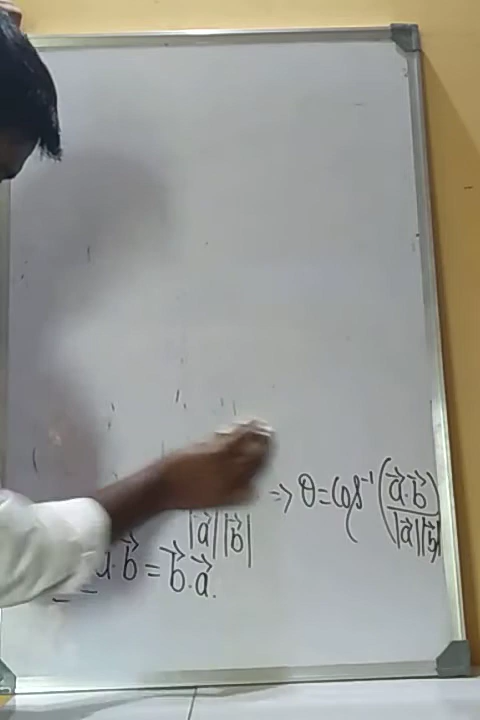 |a⃗||b⃗| => θ = cos⁻¹(a⃗·b⃗ / |a⃗||b⃗|)
a·b⃗ = b⃗·a⃗.